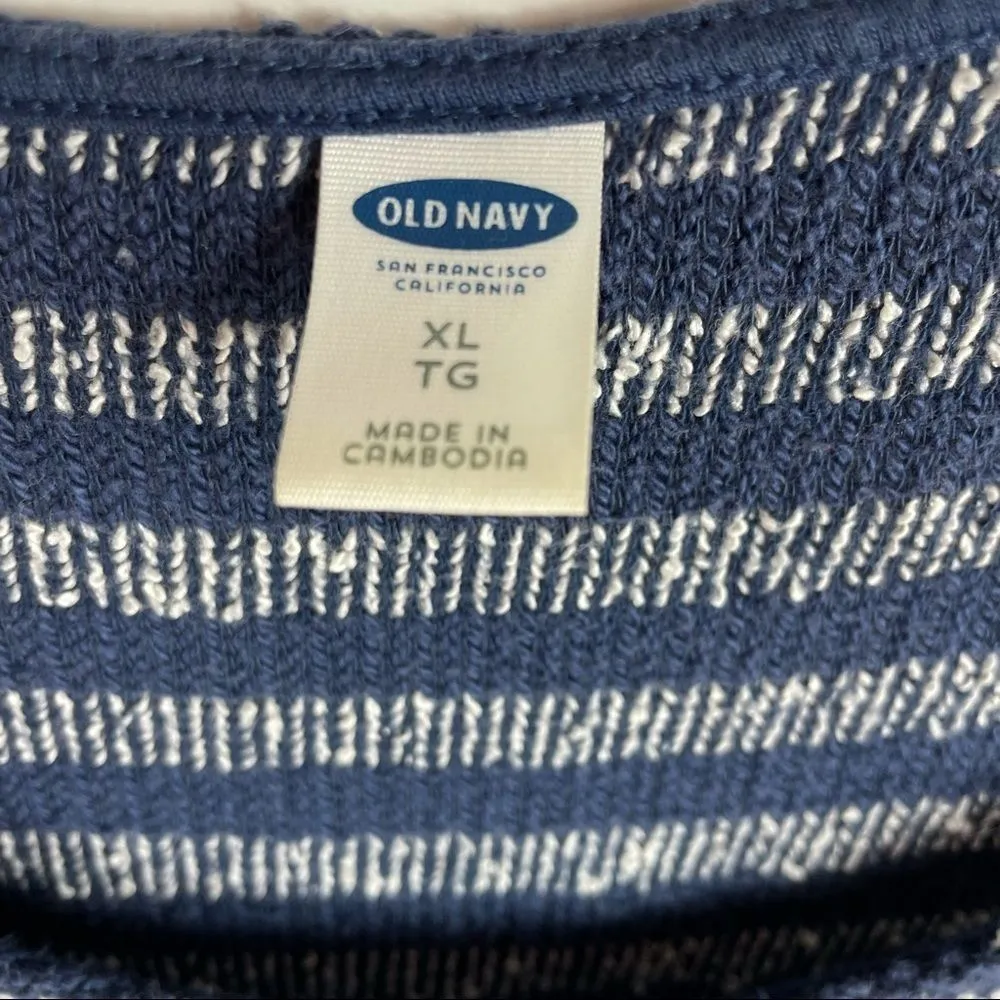 OLD NAVY
SAN FRANCISCO
CALIFORNIA
XL
TG
MADE IN
CAMBODIA